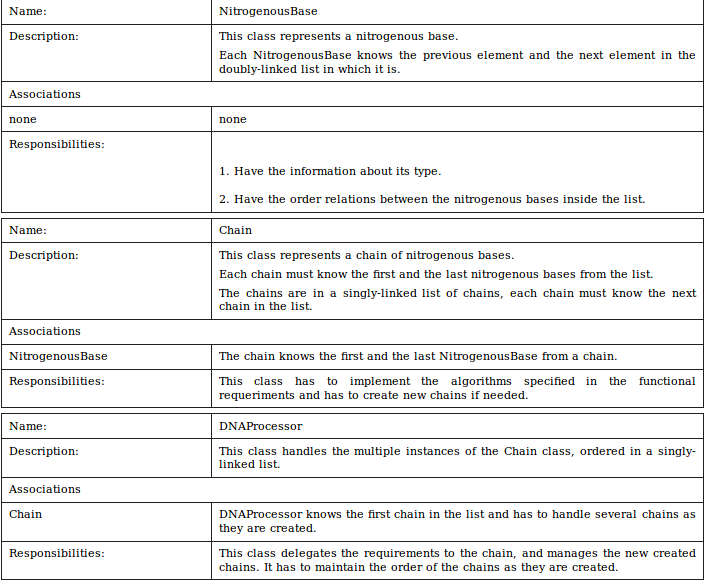 Name: NitrogenousBase
Description: This class represents a nitrogenous base.
Each NitrogenousBase knows the previous element and the next element in the
doubly-linked list in which it is.
Associations
none none
Responsibilities:
1. Have the information about its type.
2. Have the order relations between the nitrogenous bases inside the list.
Name: Chain
Description: This class represents a chain of nitrogenous bases.
Each chain must know the first and the last nitrogenous bases from the list.
The chains are in a singly-linked list of chains, each chain must know the next
chain in the list.
Associations
NitrogenousBase The chain knows the first and the last NitrogenousBase from a chain.
Responsibilities: This class has to implement the algorithms specified in the functional
requeriments and has to create new chains if needed.
Name: DNAProcessor
Description: This class handles the multiple instances of the Chain class, ordered in a singly-
linked list.
Associations
Chain DNAProcessor knows the first chain in the list and has to handle several chains as
they are created.
Responsibilities: This class delegates the requirements to the chain, and manages the new created
chains. It has to maintain the order of the chains as they are created.